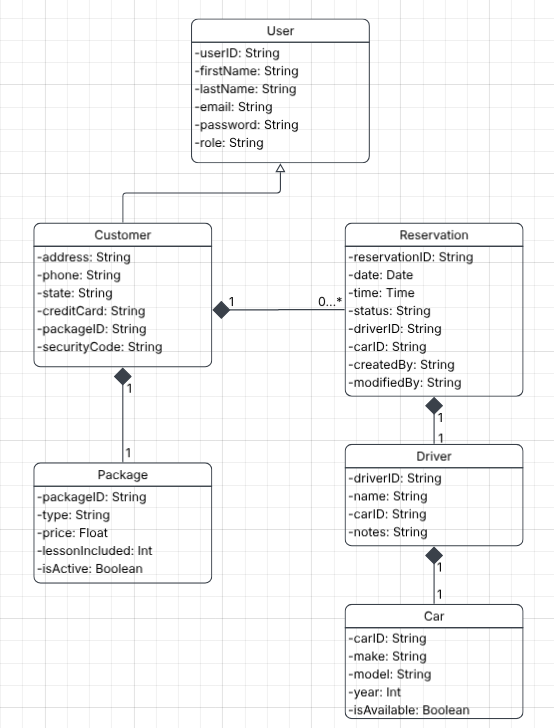 User
-userID: String
-firstName: String
-lastName: String
-email: String
-password: String
-role: String
Customer
-address: String
-phone: String
-state: String
-creditCard: String
-packageID: String
-securityCode: String
1
0...*
Reservation
-reservationID: String
-date: Date
-time: Time
-status: String
-driverID: String
-carID: String
-createdBy: String
-modifiedBy: String
1
1
Package
-packageID: String
-type: String
-price: Float
-lessonIncluded: Int
-isActive: Boolean
1
1
Driver
-driverID: String
-name: String
-carID: String
-notes: String
1
1
Car
-carID: String
-make: String
-model: String
-year: Int
-isAvailable: Boolean